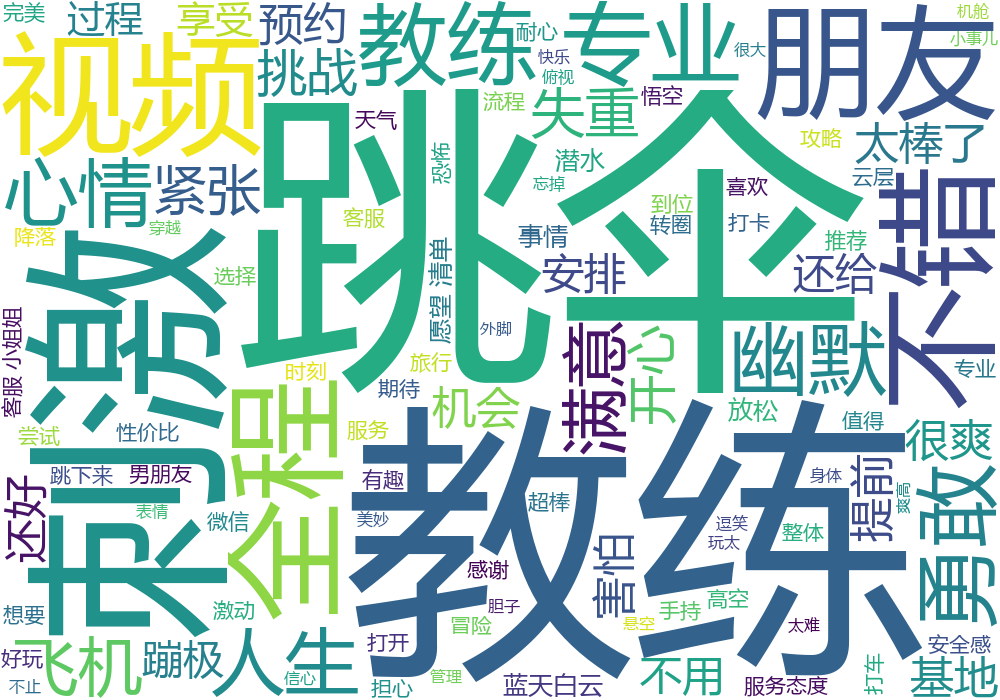 完美
过程
享受
预约
教练
耐心
专业
很大
朋友
机舱
小事儿
视频
挑战
快乐
俯视
流程
失重
悟空
攻略
太棒了
天气
恐怖
潜水
忘掉
喜欢
云层
不错
心情
紧张
跳伞
穿越
客服
到位
转圈
打卡
推荐
降落
刺激
选择
愿望 清单
事情
安排
还给
客服 小姐姐
外脚
满意
开心
幽默
专业
时刻
旅行
期待
机会
放松
值得
很爽
全程
尝试
性价比
服务
教练
跳下来
男朋友
有趣
身体
提前
勇敢
爽高
还好
表情
微信
美妙
超棒
逗笑
玩太
整体
害怕
感谢
想要
激动
胆子
冒险
悬空
手持
高空
太难
好玩
飞机
蹦极
人生
打开
安全感
不止
信心
担心
管理
蓝天白云
不用
服务态度
打车
基地